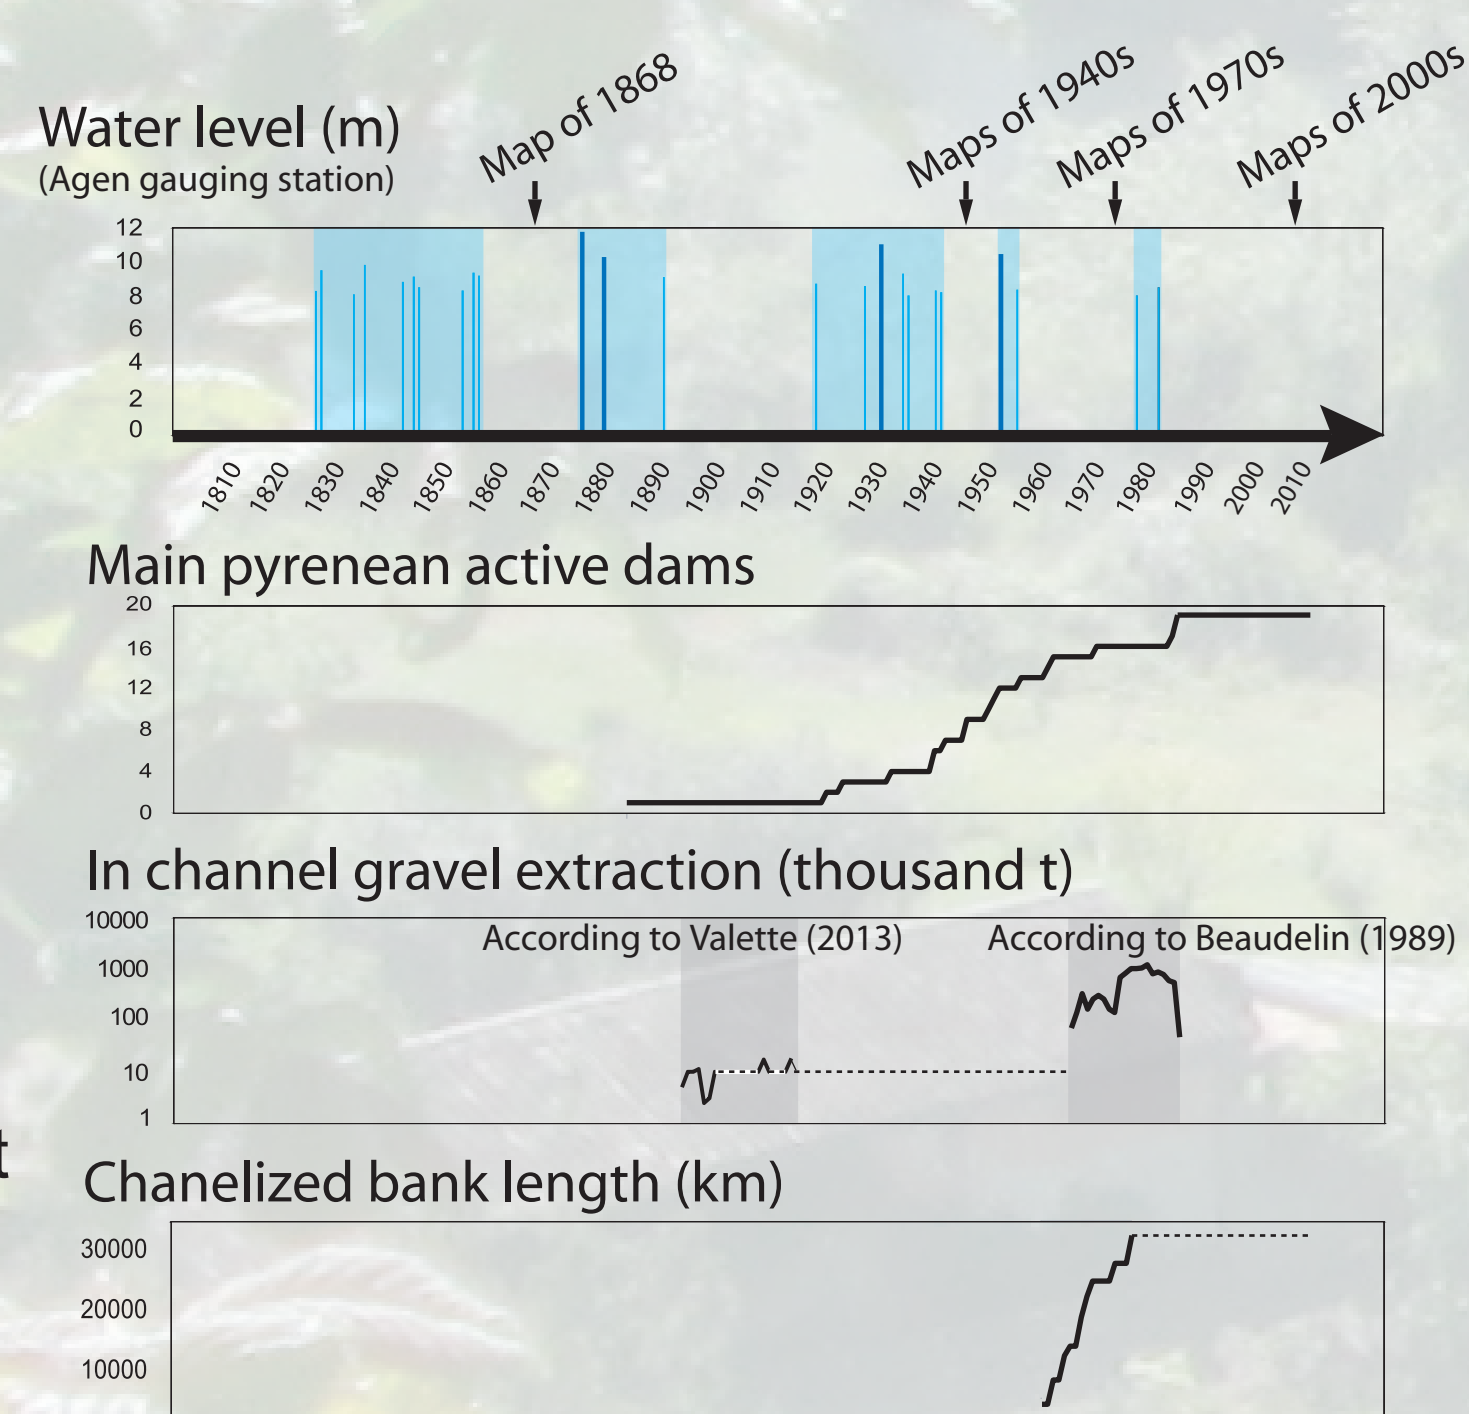 Map of 1868
Maps of 1940s
Maps of 1970s
Maps of 2000s
Water level (m)
(Agen gauging station)
12
10
8
6
4
2
0
1810 1820 1830 1840 1850 1860 1870 1880 1890 1900 1910 1920 1930 1940 1950 1960 1970 1980 1990 2000 2010
Main pyrenean active dams
20
16
12
8
4
0
In channel gravel extraction (thousand t)
10000
According to Valette (2013) According to Beaudelin (1989)
1000
100
10
1
t
Chanelized bank length (km)
30000
20000
10000